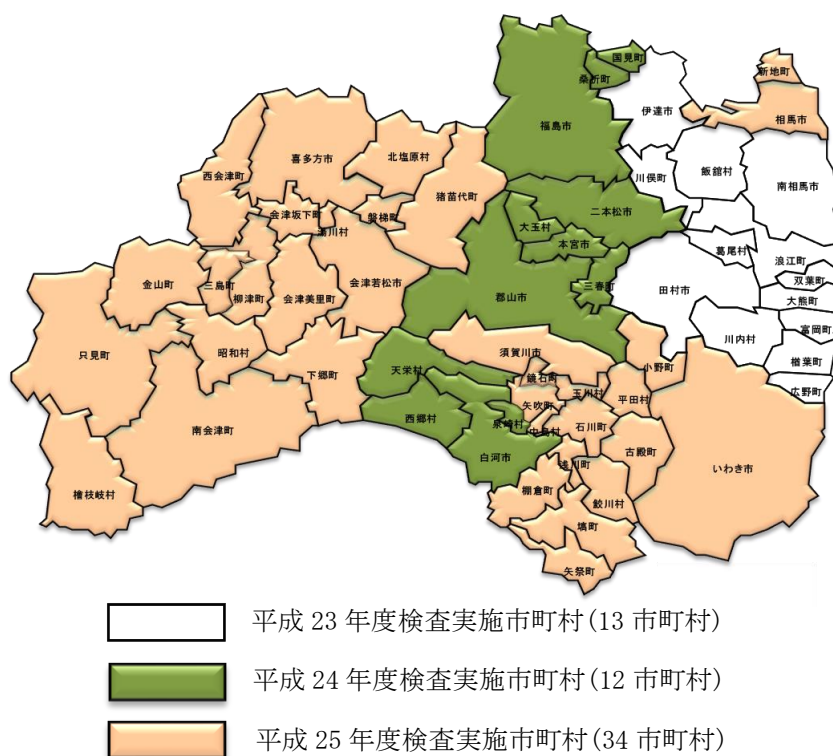 国見町
桑折町
新地町
伊達市
相馬市
福島市
喜多方市
北塩原村
西会津町
川俣町
飯舘村
南相馬市
猪苗代町
会津坂下町
磐梯町
湯川村
二本松市
大玉村
本宮市
葛尾村
浪江町
双葉町
大熊町
金山町
三島町
柳津町
会津美里町
会津若松市
郡山市
三春町
田村市
富岡町
川内村
楢葉町
広野町
只見町
昭和村
下郷町
天栄村
須賀川市
小野町
鏡石町
玉川村
平田村
矢吹町
南会津町
西郷村
泉崎村
中島村
石川町
白河市
古殿町
いわき市
浅川町
棚倉町
鮫川村
檜枝岐村
塙町
矢祭町
平成 23 年度検査実施市町村(13 市町村)
平成 24 年度検査実施市町村(12 市町村)
平成 25 年度検査実施市町村(34 市町村)